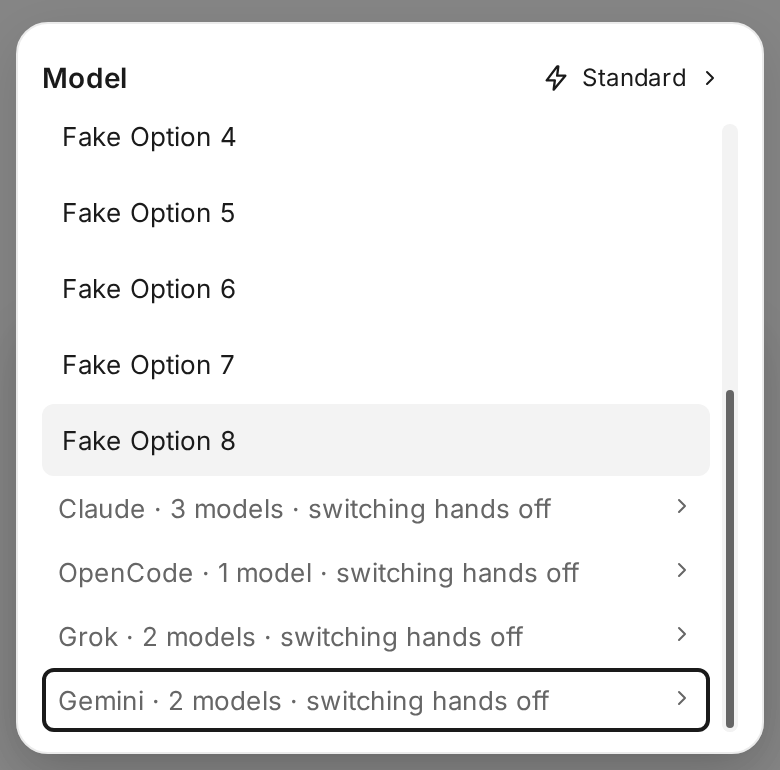 Model
Standard
Fake Option 4
Fake Option 5
Fake Option 6
Fake Option 7
Fake Option 8
Claude · 3 models · switching hands off
OpenCode · 1 model · switching hands off
Grok · 2 models · switching hands off
Gemini · 2 models · switching hands off